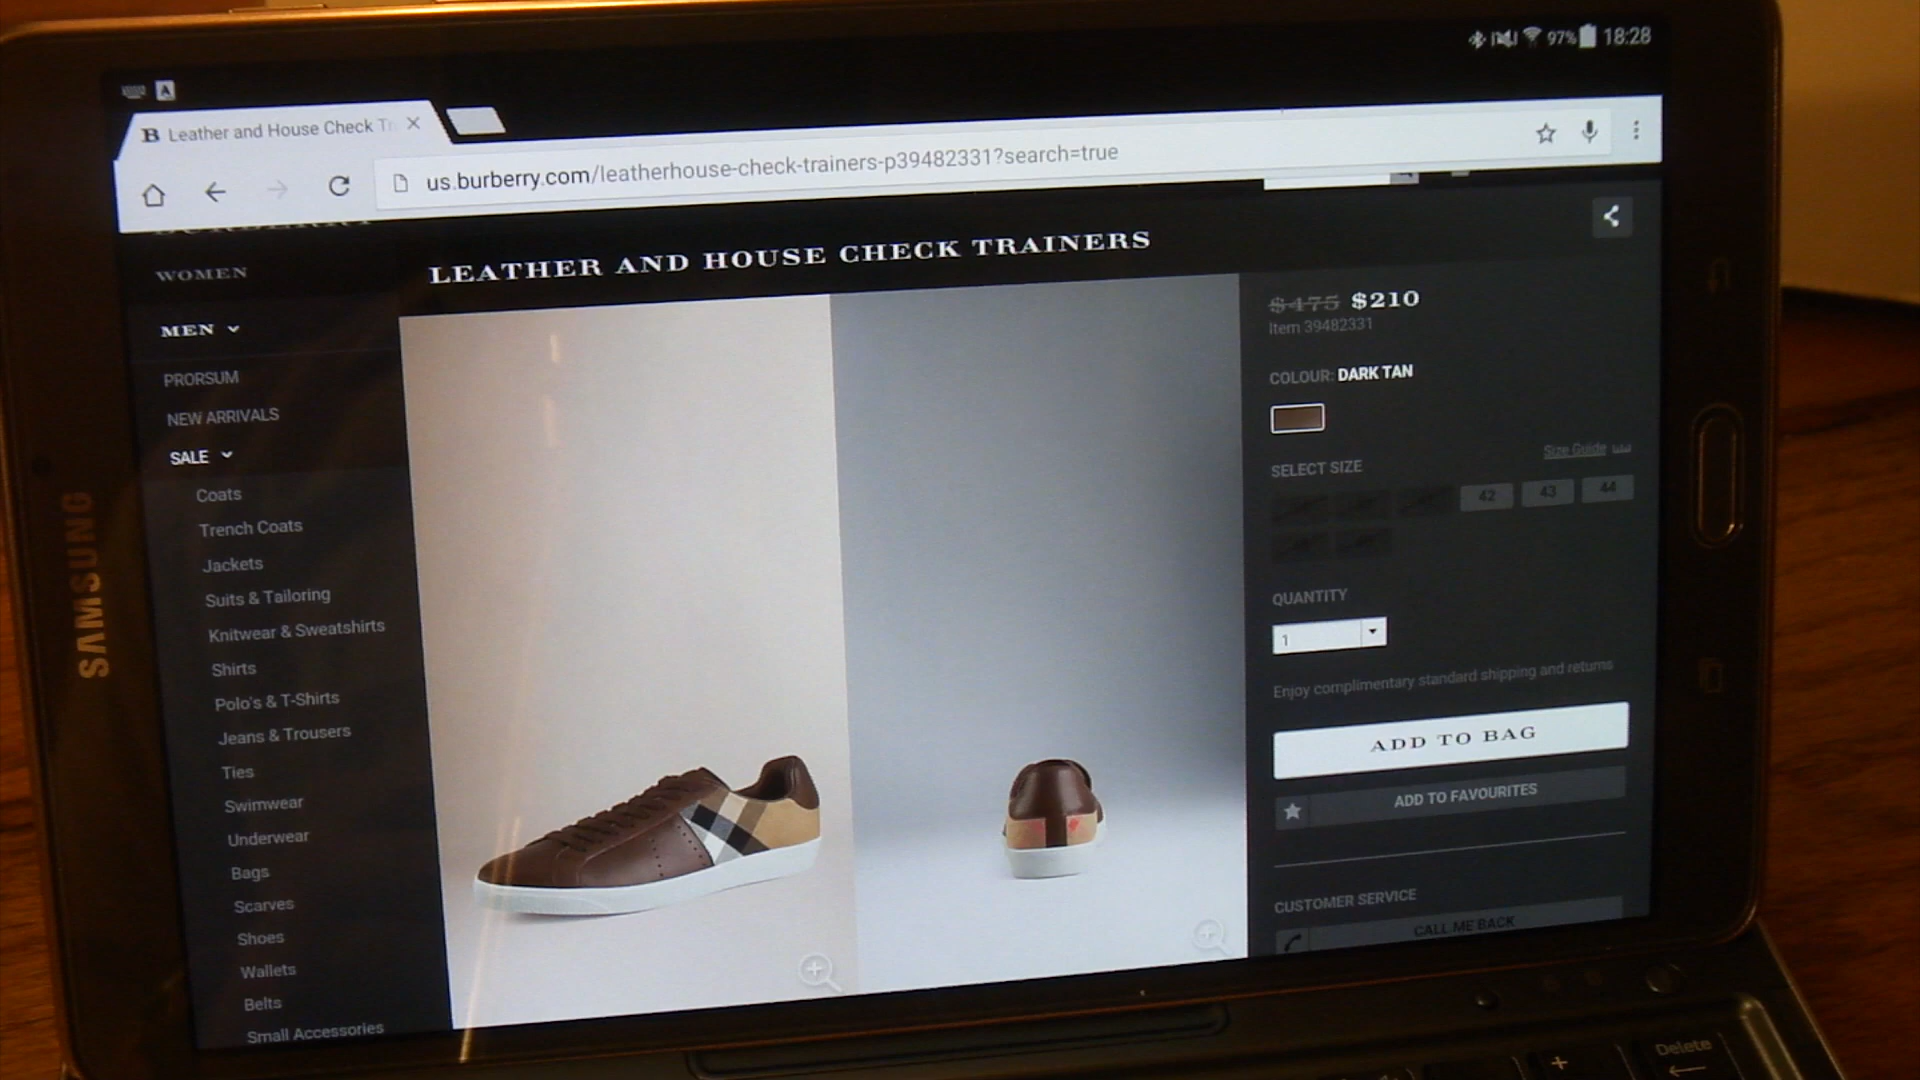 97% 18:28
A
B Leather and House Check Tr
us.burberry.com/leatherhouse-check-trainers-p39482331?search=true
BURBERRY
WOMEN
MEN
PRORSUM
NEW ARRIVALS
SALE
Coats
Trench Coats
Jackets
Suits & Tailoring
Knitwear & Sweatshirts
Shirts
Polo's & T-Shirts
Jeans & Trousers
Ties
Swimwear
Underwear
Bags
Scarves
Shoes
Wallets
Belts
Small Accessories
LEATHER AND HOUSE CHECK TRAINERS
$475 $210
Item 39482331
COLOUR: DARK TAN
Size Guide
SELECT SIZE
42 43 44
QUANTITY
1
Enjoy complimentary standard shipping and returns
ADD TO BAG
ADD TO FAVOURITES
CUSTOMER SERVICE
CALL ME BACK
SAMSUNG
Delete
+